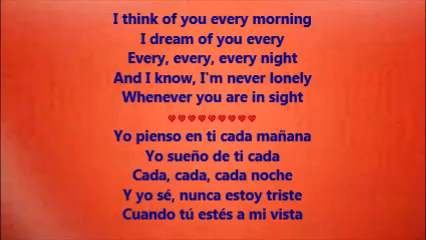 I think of you every morning
I dream of you every
Every, every, every night
And I know, I'm never lonely
Whenever you are in sight
Yo pienso en ti cada mañana
Yo sueño de ti cada
Cada, cada, cada noche
Y yo sé, nunca estoy triste
Cuando tú estés a mi vista